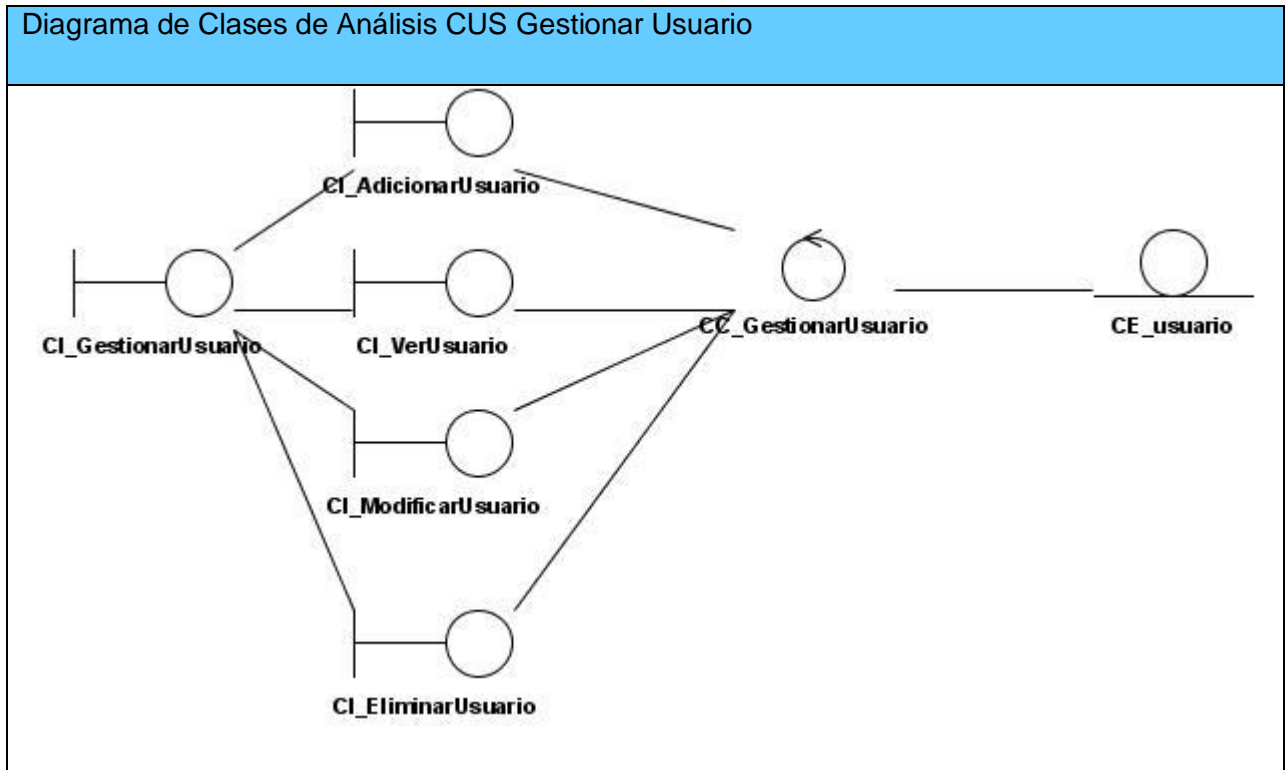 Diagrama de Clases de Análisis CUS Gestionar Usuario
CI_AdicionarUsuario
CI_GestionarUsuario
CI_VerUsuario
CC_GestionarUsuario
CE_usuario
CI_ModificarUsuario
CI_EliminarUsuario